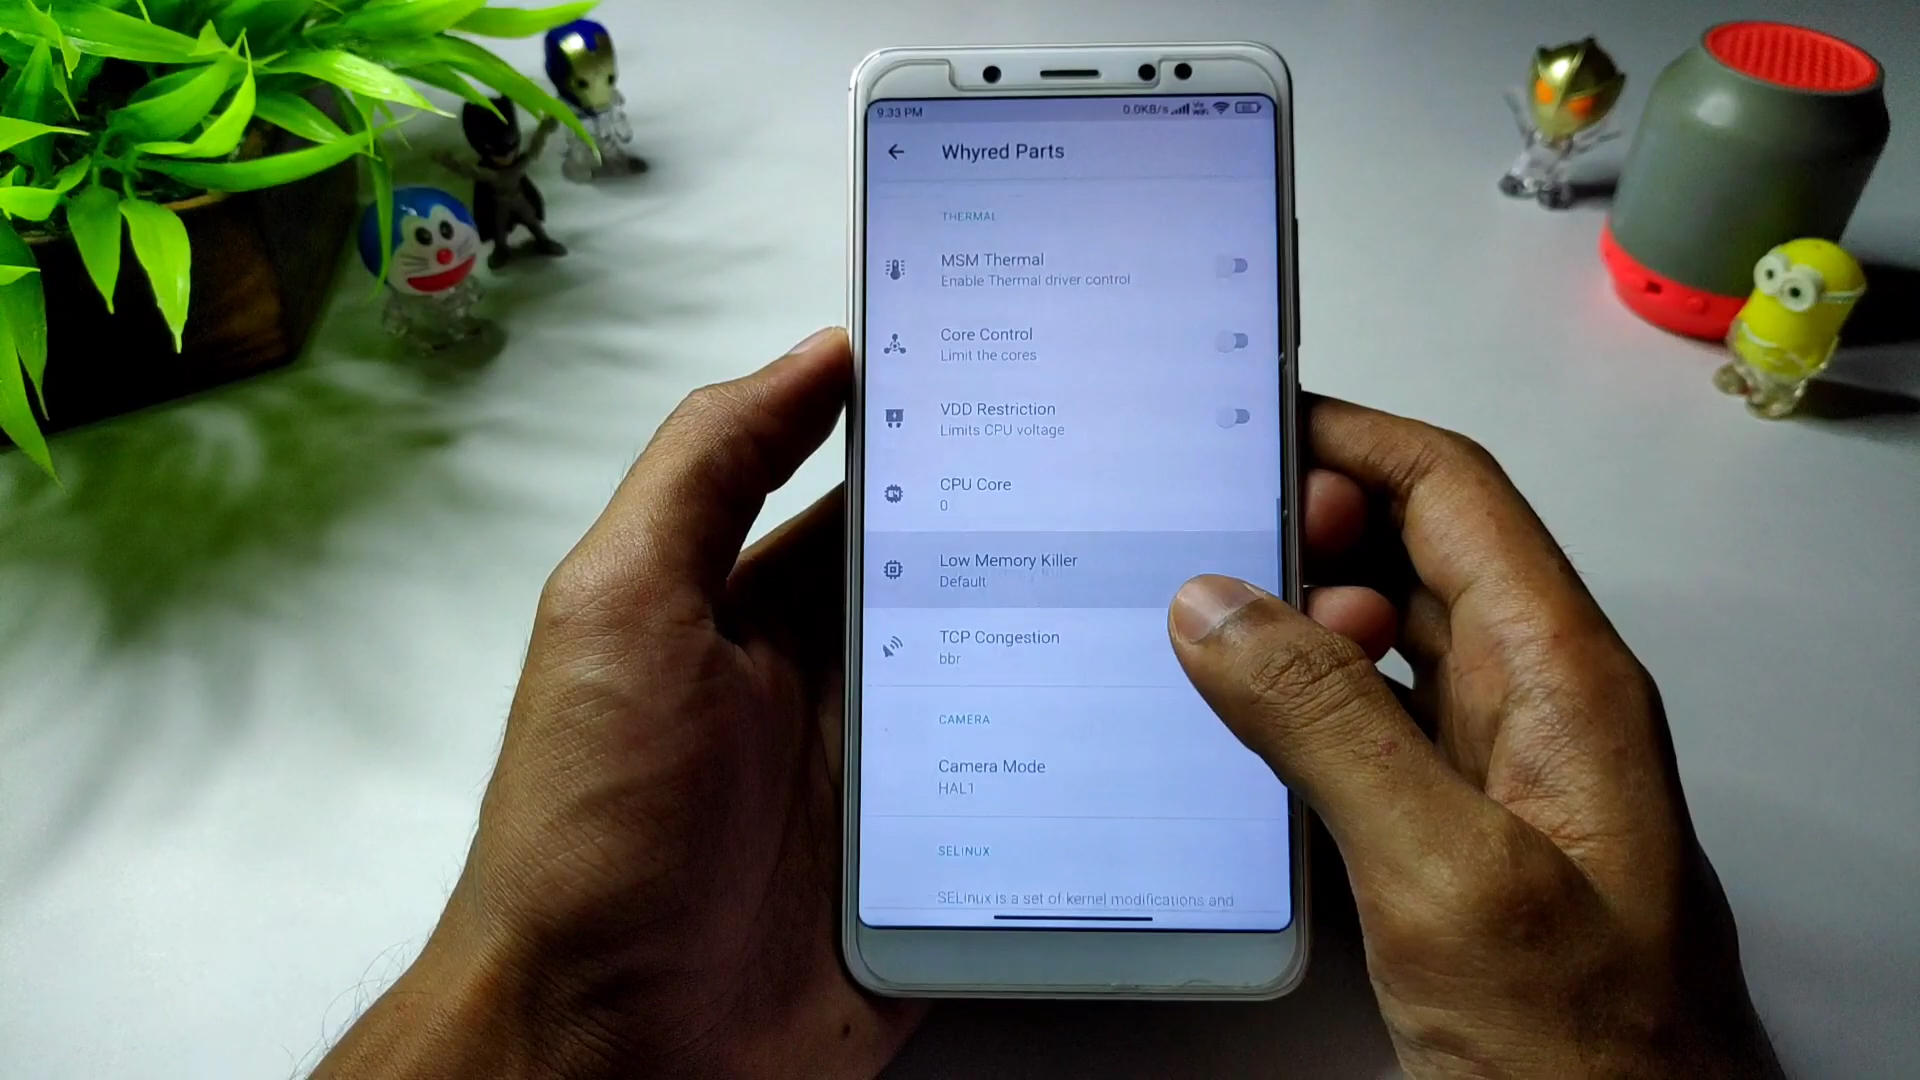 9:33 PM
0.0KB/s
Whyred Parts
THERMAL
MSM Thermal
Enable Thermal driver control
Core Control
Limit the cores
VDD Restriction
Limits CPU voltage
CPU Core
0
Low Memory Killer
Default
TCP Congestion
bbr
CAMERA
Camera Mode
HAL1
SELINUX
SELinux is a set of kernel modifications and